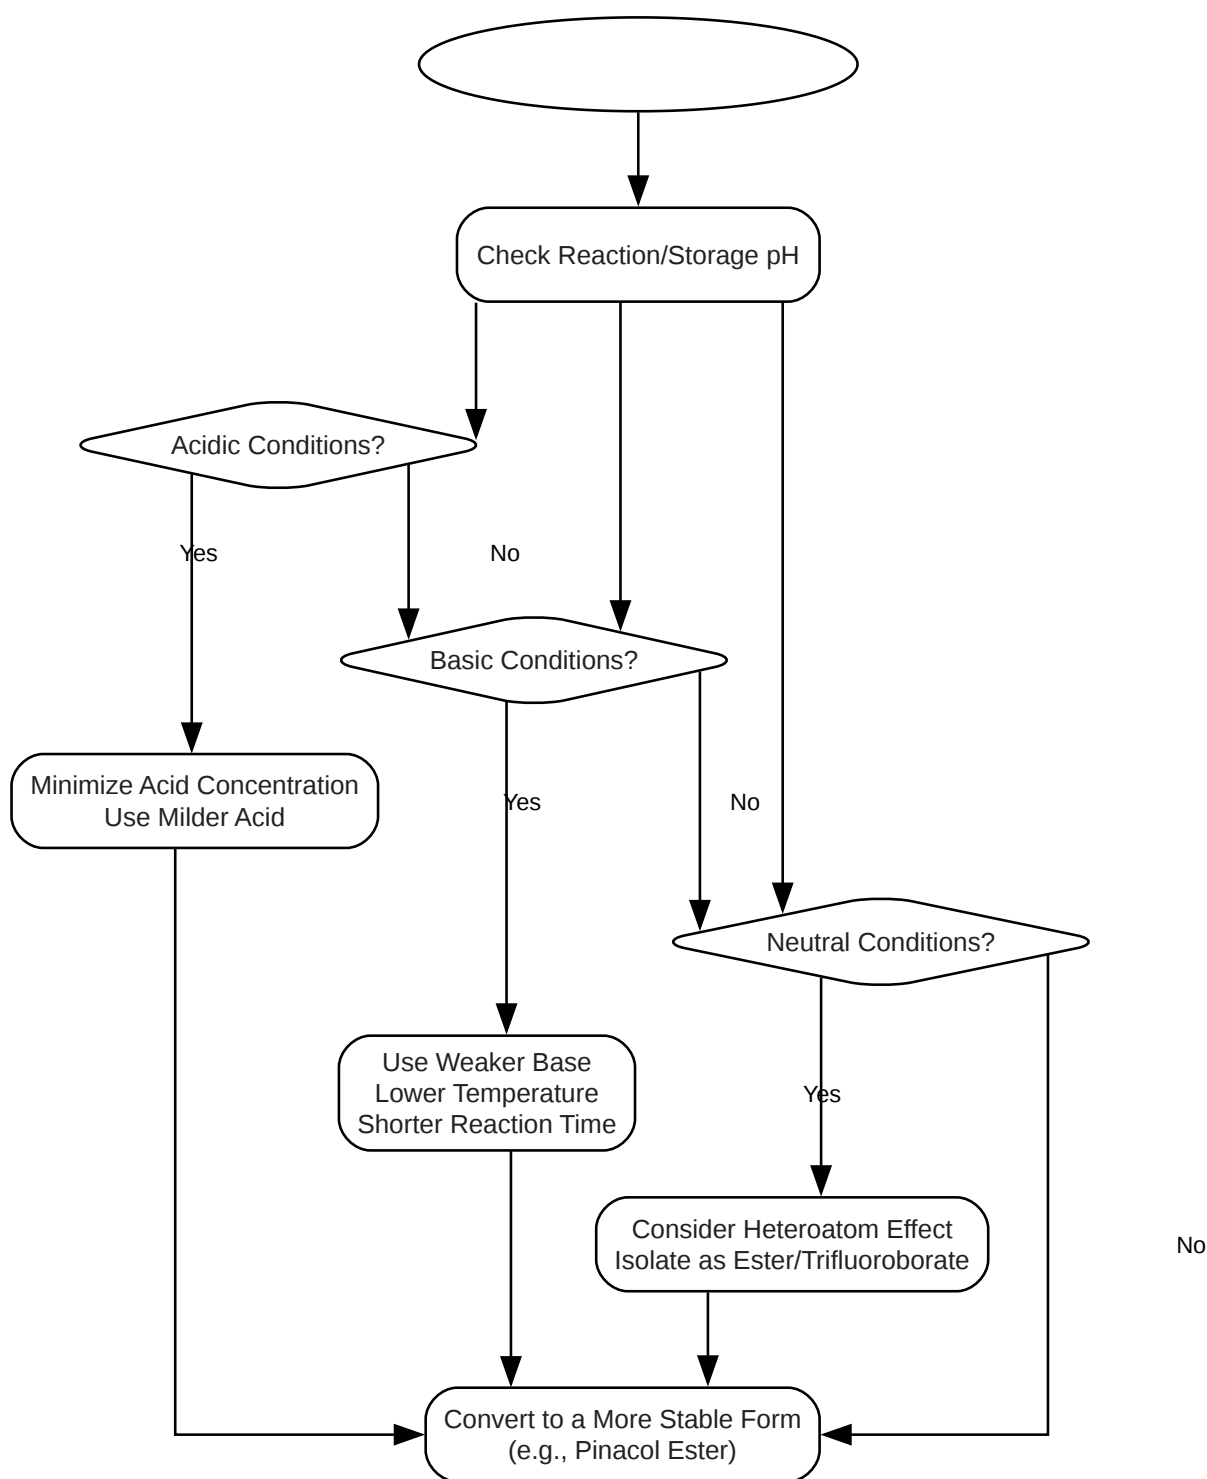 Check Reaction/Storage pH
Acidic Conditions?
Yes
No
Basic Conditions?
Minimize Acid Concentration
Use Milder Acid
Yes
No
Neutral Conditions?
Use Weaker Base
Lower Temperature
Shorter Reaction Time
Yes
Consider Heteroatom Effect
Isolate as Ester/Trifluoroborate
No
Convert to a More Stable Form
(e.g., Pinacol Ester)